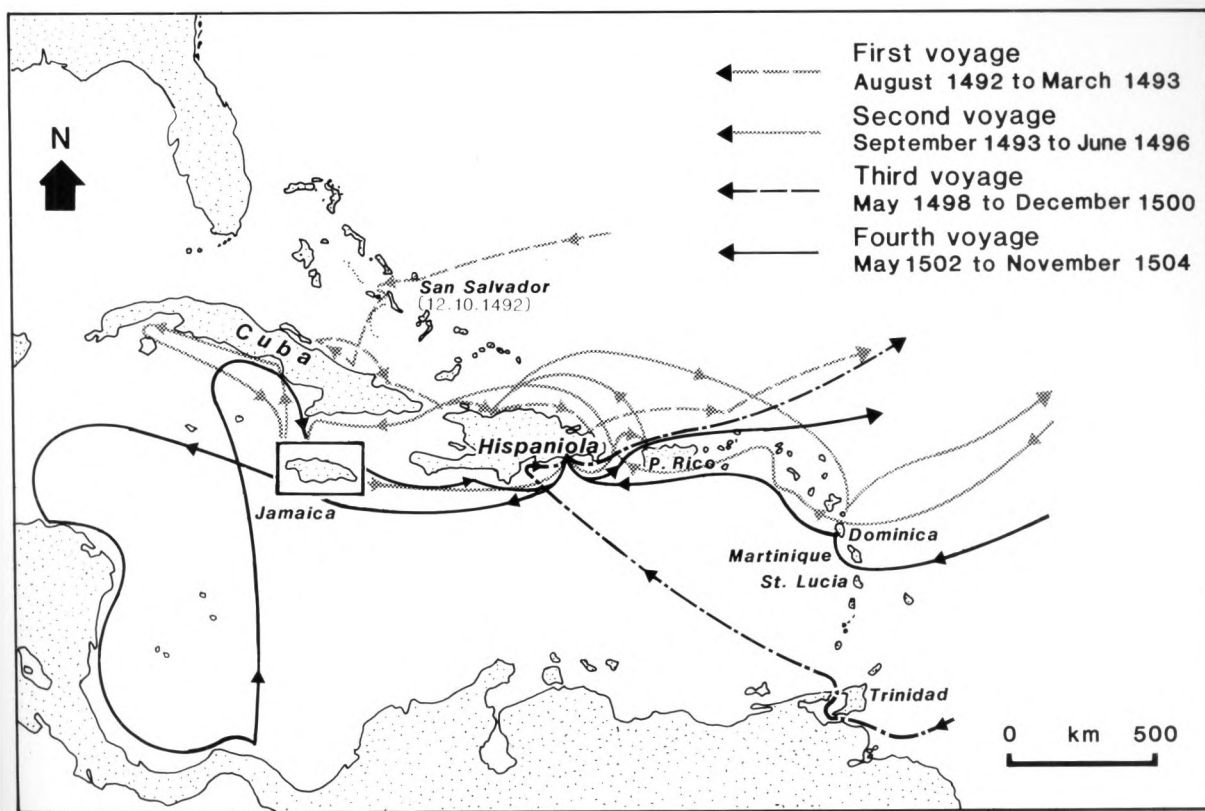 First voyage
August 1492 to March 1493
Second voyage
September 1493 to June 1496
Third voyage
May 1498 to December 1500
Fourth voyage
May 1502 to November 1504
N
San Salvador
(12.10.1492)
Cuba
Hispaniola
P. Rico
Jamaica
Dominica
Martinique
St. Lucia
Trinidad
0 km 500